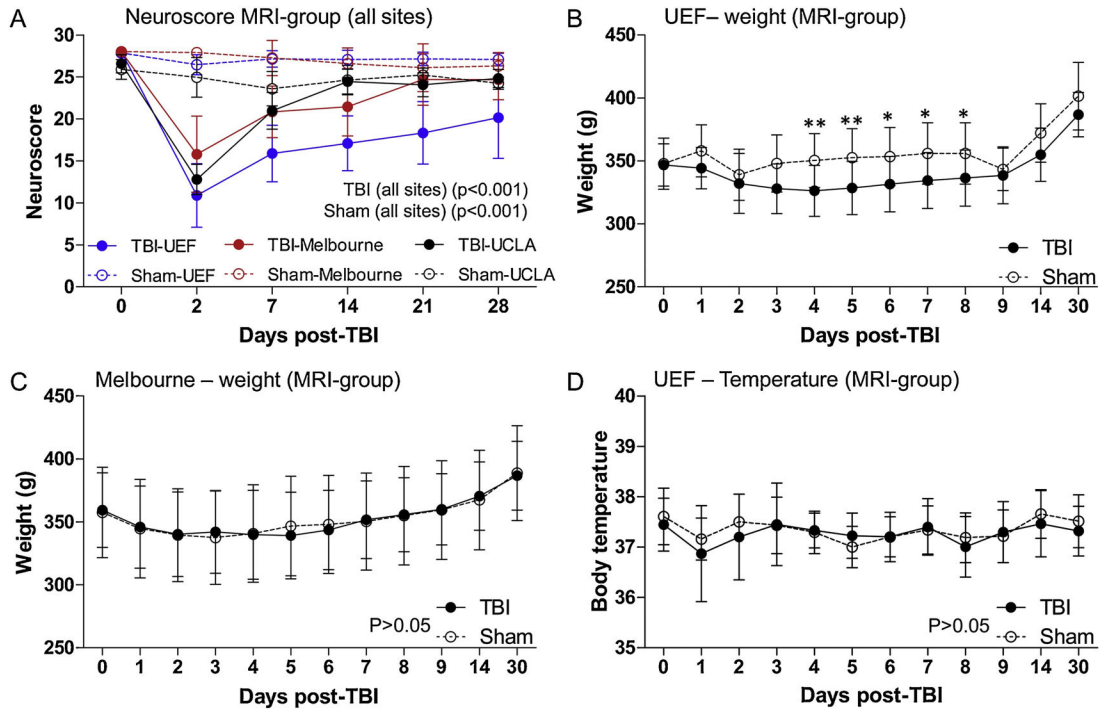 A
Neuroscore MRI-group (all sites)
30
25
20
15
10
5
0
Neuroscore
TBI (all sites) (p<0.001)
Sham (all sites) (p<0.001)
TBI-UEF
TBI-Melbourne
TBI-UCLA
Sham-UEF
Sham-Melbourne
Sham-UCLA
0 2 7 14 21 28
Days post-TBI
B
UEF– weight (MRI-group)
450
400
350
300
250
Weight (g)
** ** * * *
TBI
Sham
0 1 2 3 4 5 6 7 8 9 14 30
Days post-TBI
C
Melbourne – weight (MRI-group)
450
400
350
300
250
Weight (g)
P>0.05
TBI
Sham
0 1 2 3 4 5 6 7 8 9 14 30
Days post-TBI
D
UEF – Temperature (MRI-group)
40
39
38
37
36
35
Body temperature
P>0.05
TBI
Sham
0 1 2 3 4 5 6 7 8 9 14 30
Days post-TBI